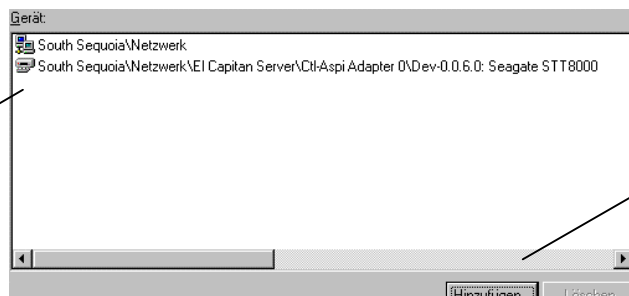 Gerät:
South Sequoia\Netzwerk
South Sequoia\Netzwerk\El Capitan Server\Ctl-Aspi Adapter 0\Dev-0.0.6.0: Seagate STT8000
Hinzufügen... Löschen